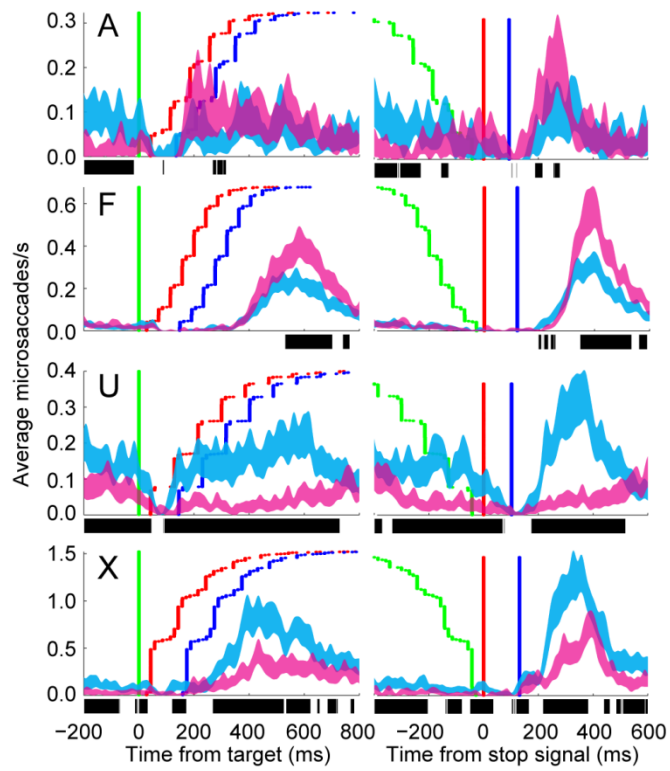 A
0.3
0.2
0.1
0.0
F
0.6
0.4
0.2
0.0
U
0.4
0.3
0.2
0.1
0.0
X
1.5
1.0
0.5
0.0
Average microsaccades/s
−200 0 200 400 600 800
−200 0 200 400 600
Time from target (ms)
Time from stop signal (ms)